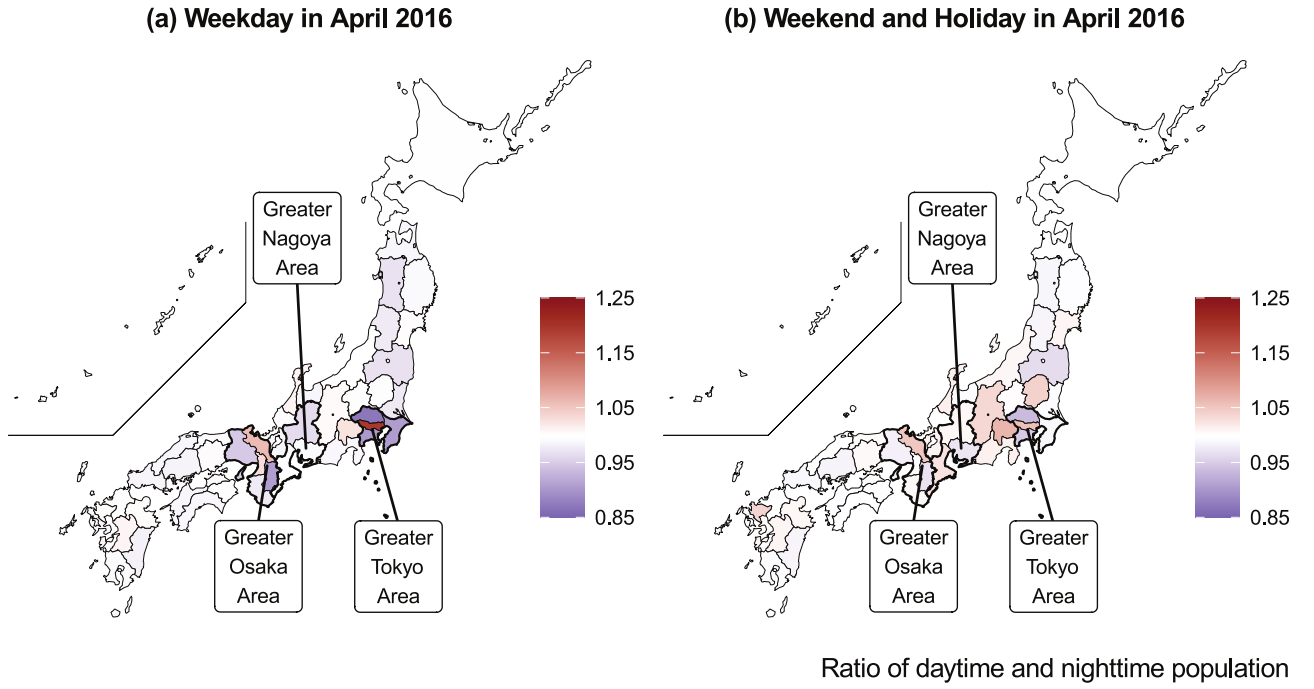 (a) Weekday in April 2016
Greater
Nagoya
Area
1.25
1.15
1.05
0.95
0.85
Greater
Osaka
Area
Greater
Tokyo
Area
(b) Weekend and Holiday in April 2016
Greater
Nagoya
Area
1.25
1.15
1.05
0.95
0.85
Greater
Osaka
Area
Greater
Tokyo
Area
Ratio of daytime and nighttime population